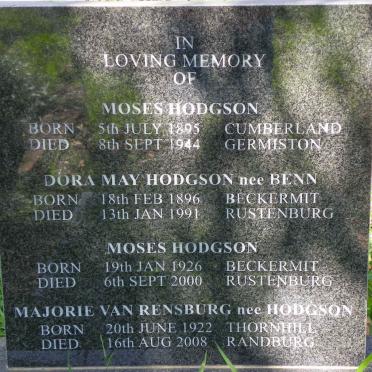 IN
LOVING MEMORY
OF
MOSES HODGSON
BORN 5th JULY 1895 CUMBERLAND
DIED 8th SEPT 1944 GERMISTON
DORA MAY HODGSON nee BENN
BORN 18th FEB 1896 BECKERMIT
DIED 13th JAN 1991 RUSTENBURG
MOSES HODGSON
BORN 19th JAN 1926 BECKERMIT
DIED 6th SEPT 2000 RUSTENBURG
MAJORIE VAN RENSBURG nee HODGSON
BORN 20th JUNE 1922 THORNHILL
DIED 16th AUG 2008 RANDBURG